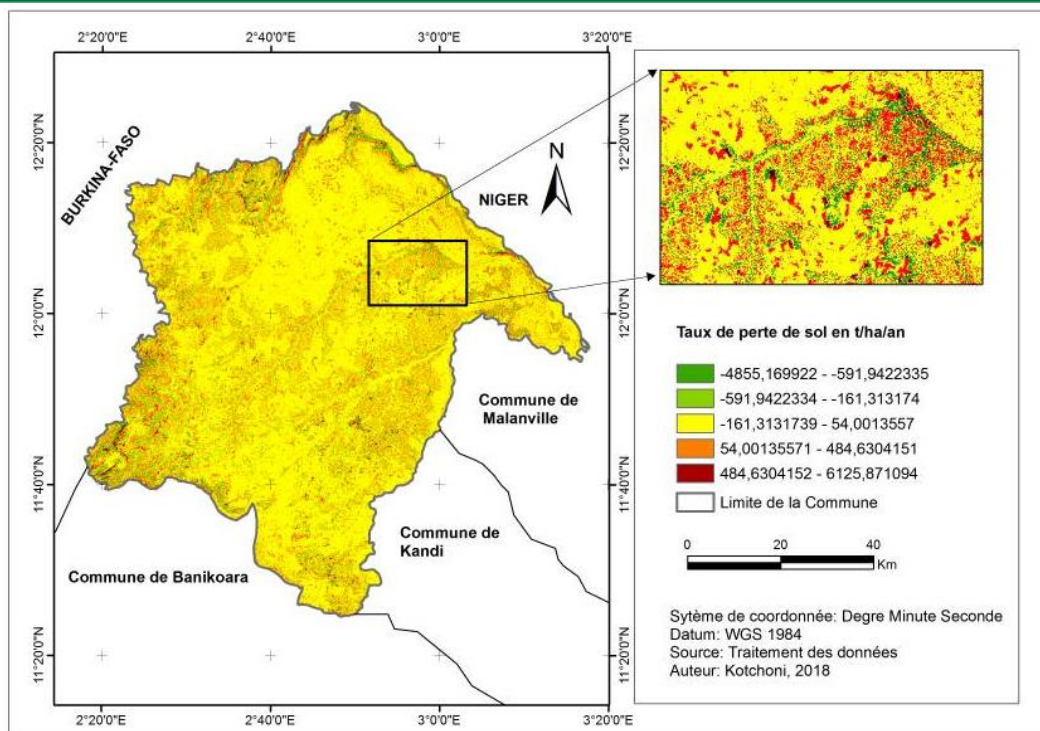 2°20'0"E
2°40'0"E
3°0'0"E
3°20'0"E
12°20'0"N
12°0'0"N
11°40'0"N
11°20'0"N
12°20'0"N
12°0'0"N
11°40'0"N
11°20'0"N
BURKINA-FASO
N
NIGER
Commune de
Malanville
Commune de
Kandi
Commune de Banikoara
2°20'0"E
2°40'0"E
3°0'0"E
3°20'0"E
Taux de perte de sol en t/ha/an
-4855,169922 - -591,9422335
-591,9422334 - -161,313174
-161,3131739 - 54,0013557
54,00135571 - 484,6304151
484,6304152 - 6125,871094
Limite de la Commune
0 20 40
Km
Sytème de coordonnée: Degre Minute Seconde
Datum: WGS 1984
Source: Traitement des données
Auteur: Kotchoni, 2018